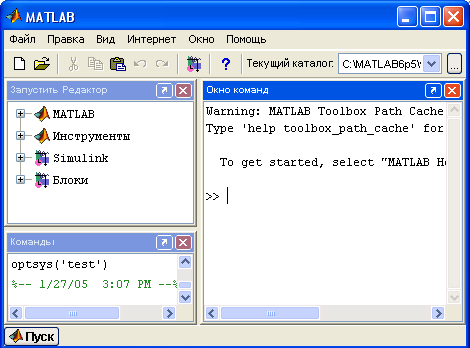 MATLAB
Файл Правка Вид Интернет Окно Помощь
Текущий каталог: C:\MATLAB6p5\
...
Запустить Редактор
MATLAB
Инструменты
Simulink
Блоки
Команды
optsys('test')
%-- 1/27/05 3:07 PM --%
Окно команд
Warning: MATLAB Toolbox Path Cache
Type 'help toolbox_path_cache' for
To get started, select "MATLAB He
>>
Пуск